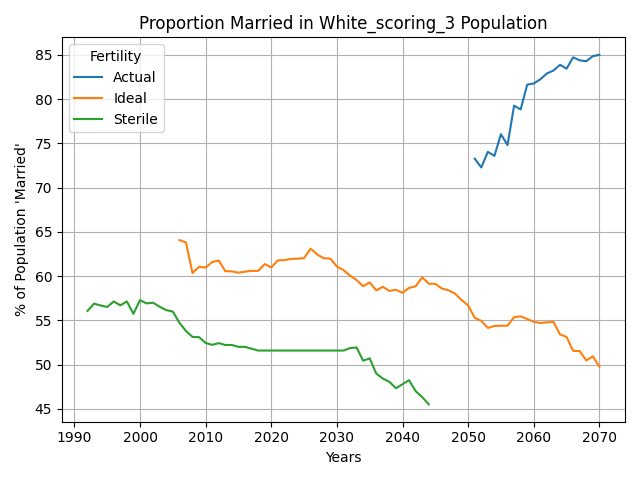 Proportion Married in White_scoring_3 Population
Fertility
Actual
Ideal
Sterile
% of Population 'Married'
85
80
75
70
65
60
55
50
45
1990
2000
2010
2020
2030
2040
2050
2060
2070
Years